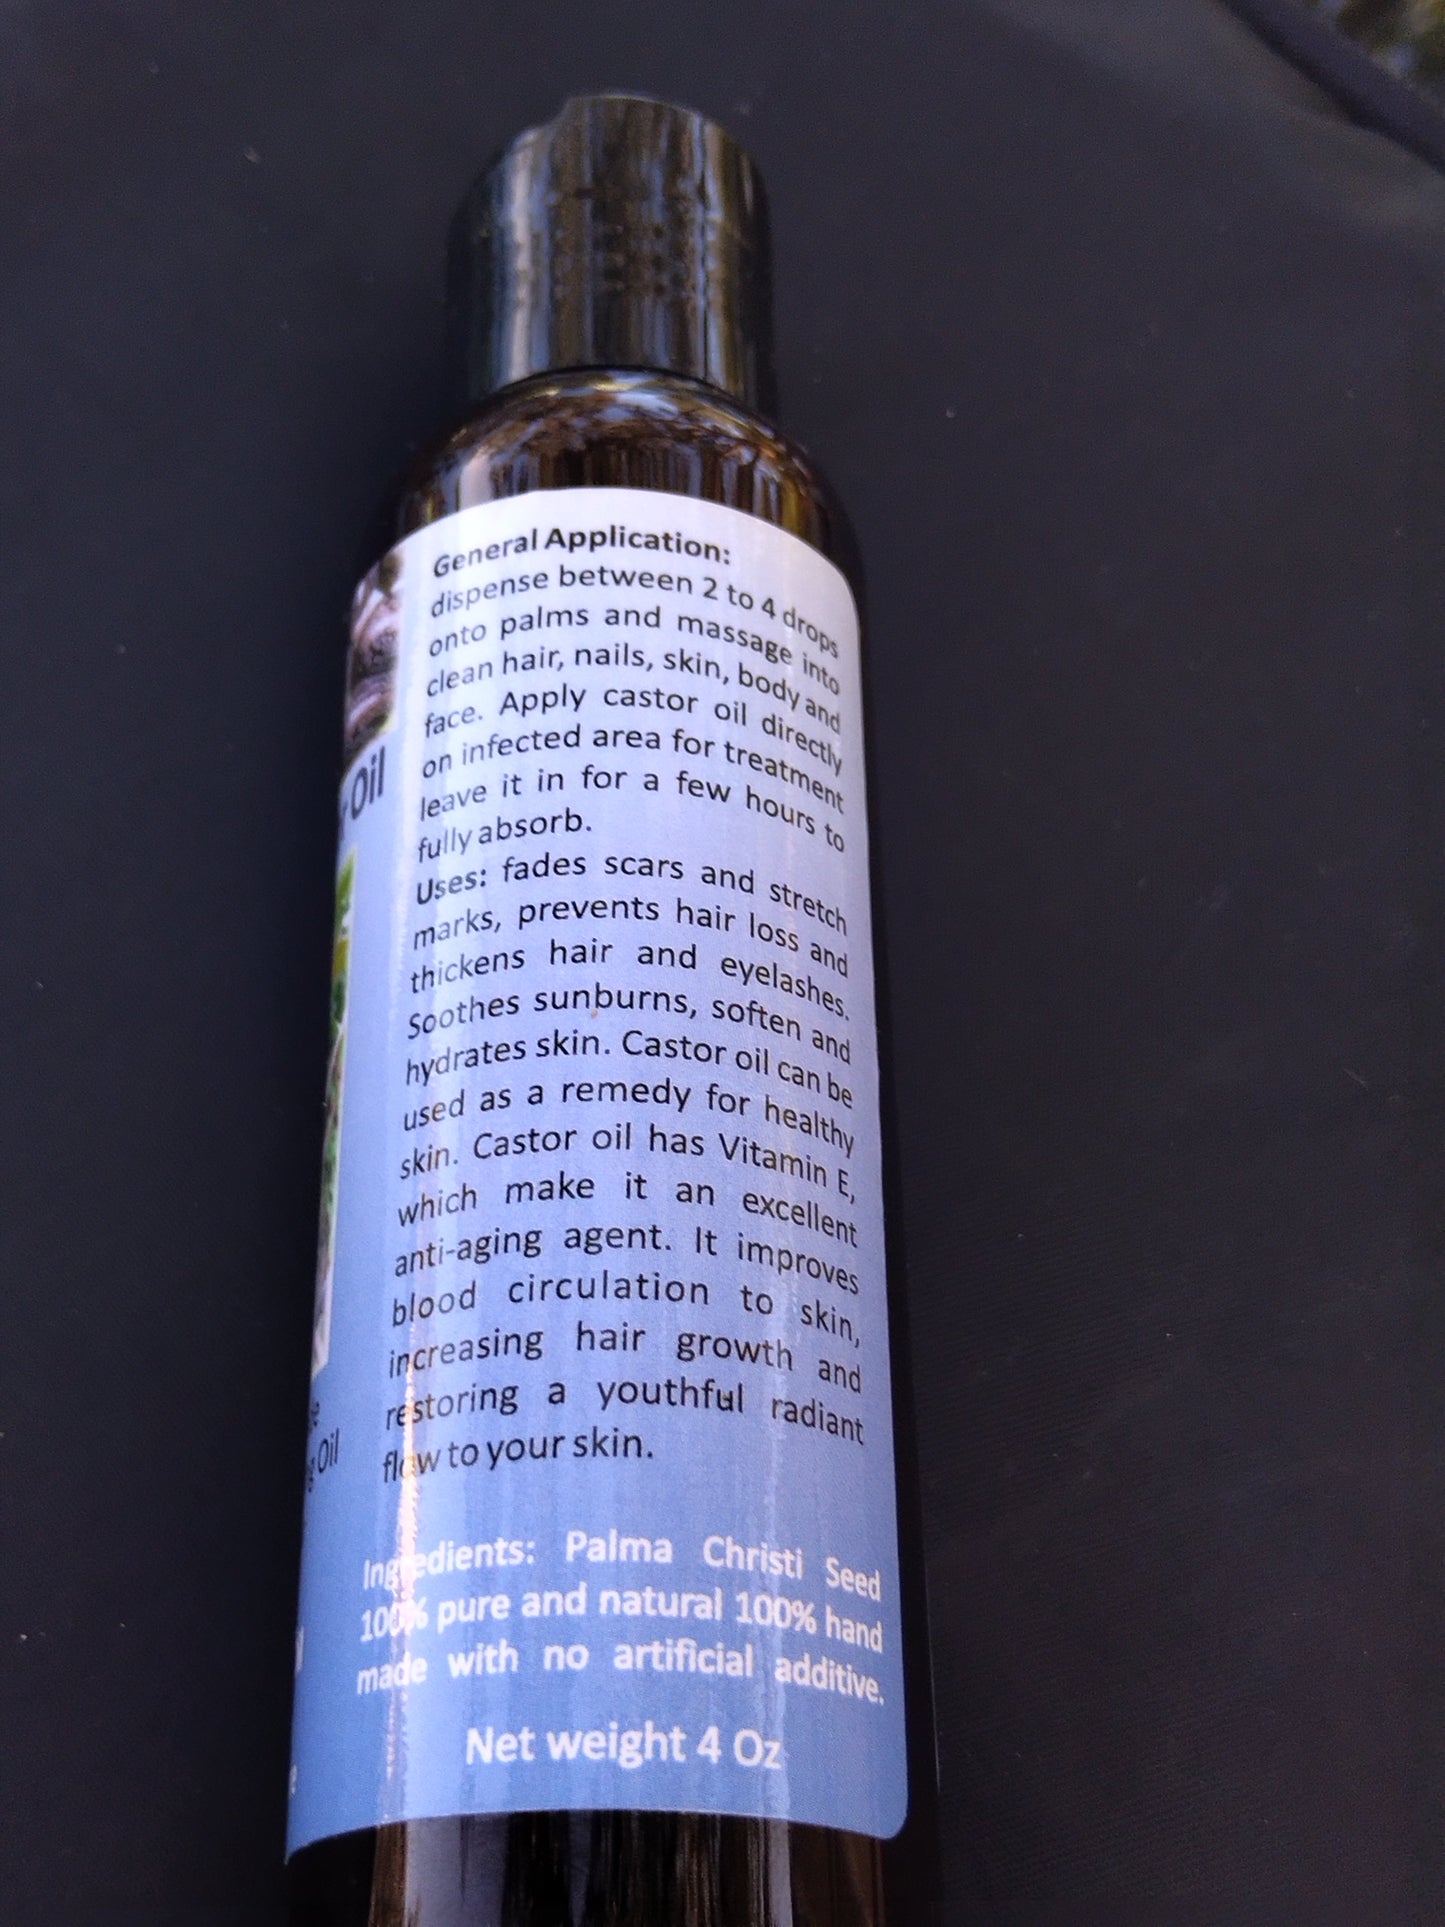 General Application:
dispense between 2 to 4 drops
onto palms and massage into
clean hair, nails, skin, body and
face. Apply castor oil directly
on infected area for treatment
leave it in for a few hours to
fully absorb.
Uses: fades scars and stretch
marks, prevents hair loss and
thickens hair and eyelashes.
Soothes sunburns, soften and
hydrates skin. Castor oil can be
used as a remedy for healthy
skin. Castor oil has Vitamin E,
which make it an excellent
anti-aging agent. It improves
blood circulation to skin,
increasing hair growth and
restoring a youthful radiant
flow to your skin.
Ingredients: Palma Christi Seed
100% pure and natural 100% hand
made with no artificial additive.
Net weight 4 Oz
Oil
Oil